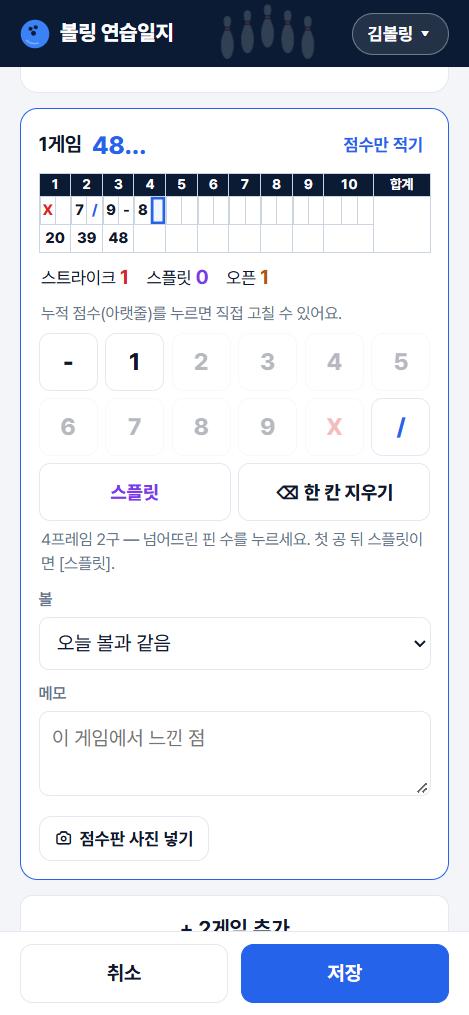 볼링 연습일지
김볼링
1게임 48...
점수만 적기
1 2 3 4 5 6 7 8 9 10 합계
X 7 / 9 - 8
20 39 48
스트라이크 1 스플릿 0 오픈 1
누적 점수(아랫줄)를 누르면 직접 고칠 수 있어요.
- 1 2 3 4 5
6 7 8 9 X /
스플릿 ⌫ 한 칸 지우기
4프레임 2구 — 넘어뜨린 핀 수를 누르세요. 첫 공 뒤 스플릿이
면 [스플릿].
볼
오늘 볼과 같음
메모
이 게임에서 느낀 점
점수판 사진 넣기
+ 2게임 추가
취소 저장